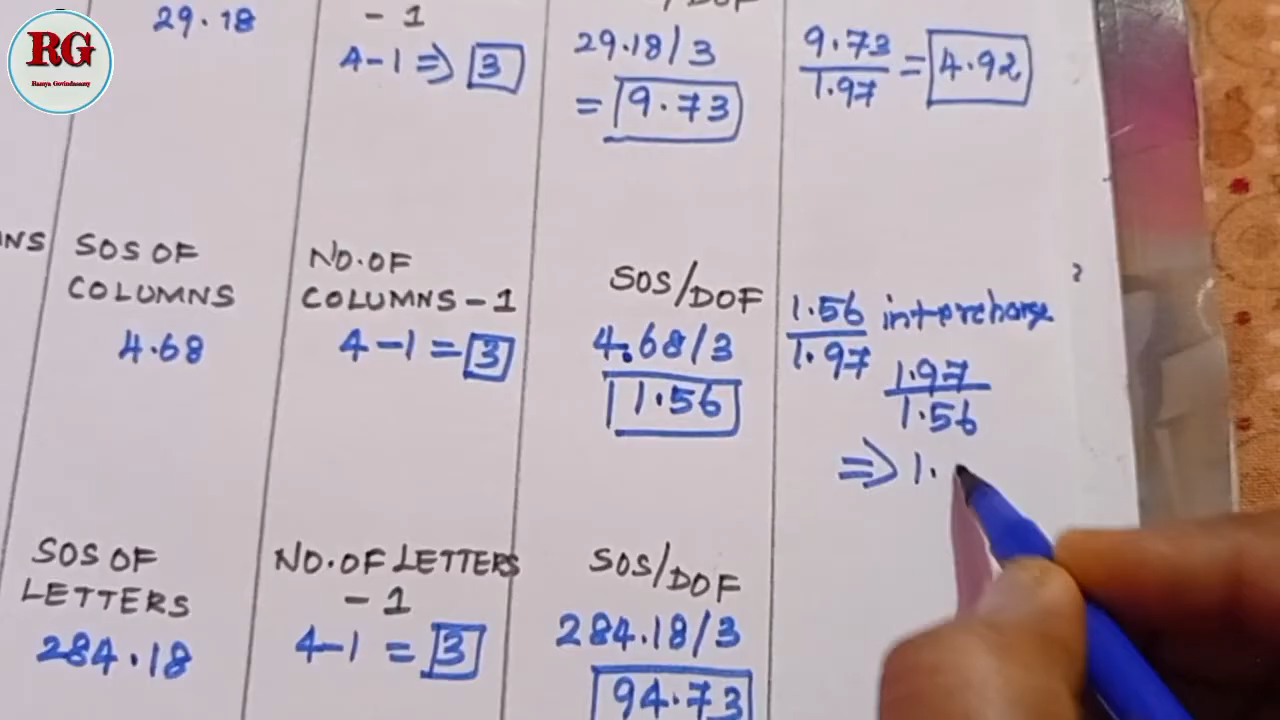 RG
Ramya Govindasamy
29.18
- 1
4-1 => 3
/DOF
29.18/3
= 9.73
9.73
1.97
= 4.92
SOS OF
COLUMNS
4.68
NO.OF
COLUMNS-1
4-1 = 3
SOS/DOF
4.68/3
1.56
1.56
1.97
interchange
1.97
1.56
=> 1.
SOS OF
LETTERS
284.18
NO.OF LETTERS
- 1
4-1 = 3
SOS/DOF
284.18/3
94.73